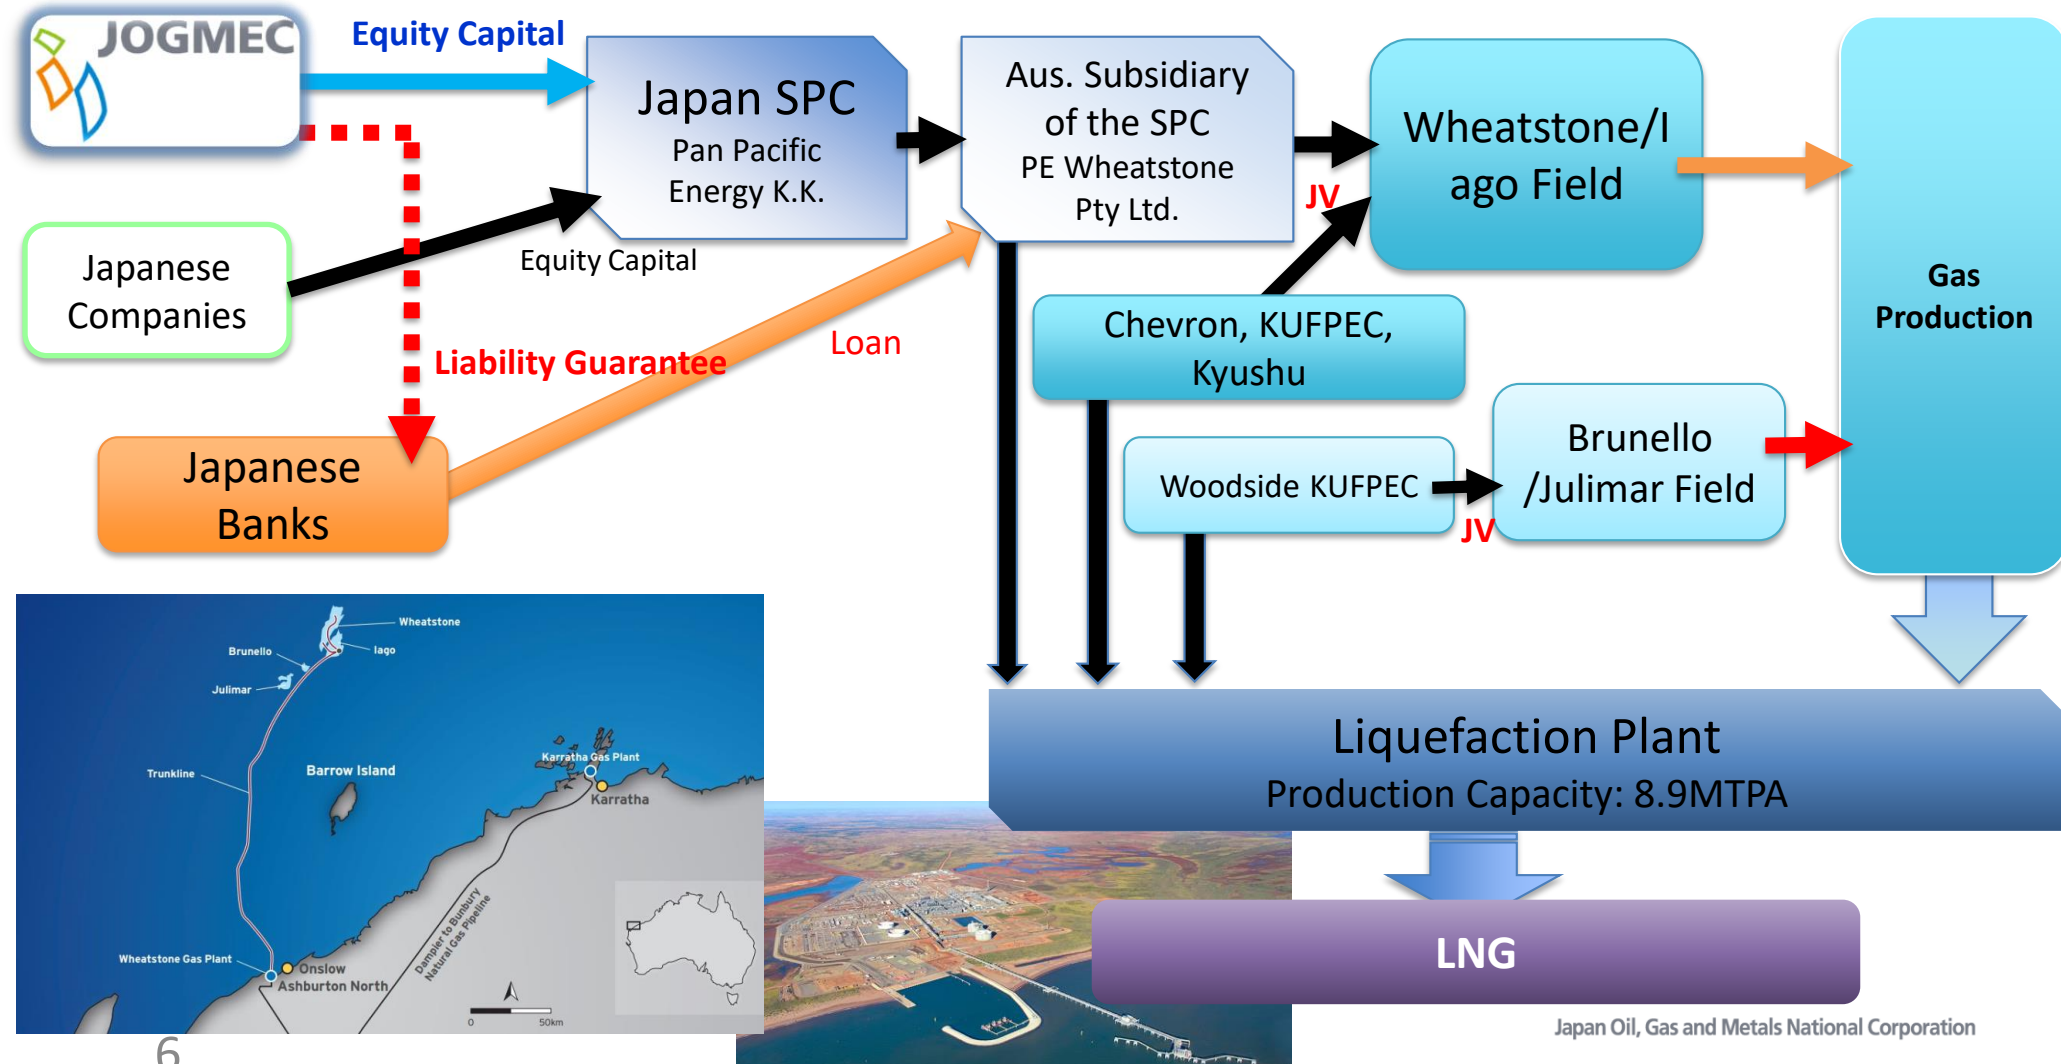 JOGMEC
Equity Capital
Japan SPC
Pan Pacific
Energy K.K.
Aus. Subsidiary
of the SPC
PE Wheatstone
Pty Ltd.
JV
Wheatstone/I
ago Field
Gas
Production
Japanese
Companies
Equity Capital
Liability Guarantee
Loan
Chevron, KUFPEC,
Kyushu
Japanese
Banks
Woodside KUFPEC
JV
Brunello
/Julimar Field
Wheatstone
Iago
Brunello
Julimar
Trunkline
Barrow Island
Karratha Gas Plant
Karratha
Dampier to Bunbury
Natural Gas Pipeline
Wheatstone Gas Plant
Onslow
Ashburton North
0 50km
Liquefaction Plant
Production Capacity: 8.9MTPA
LNG
Japan Oil, Gas and Metals National Corporation
6